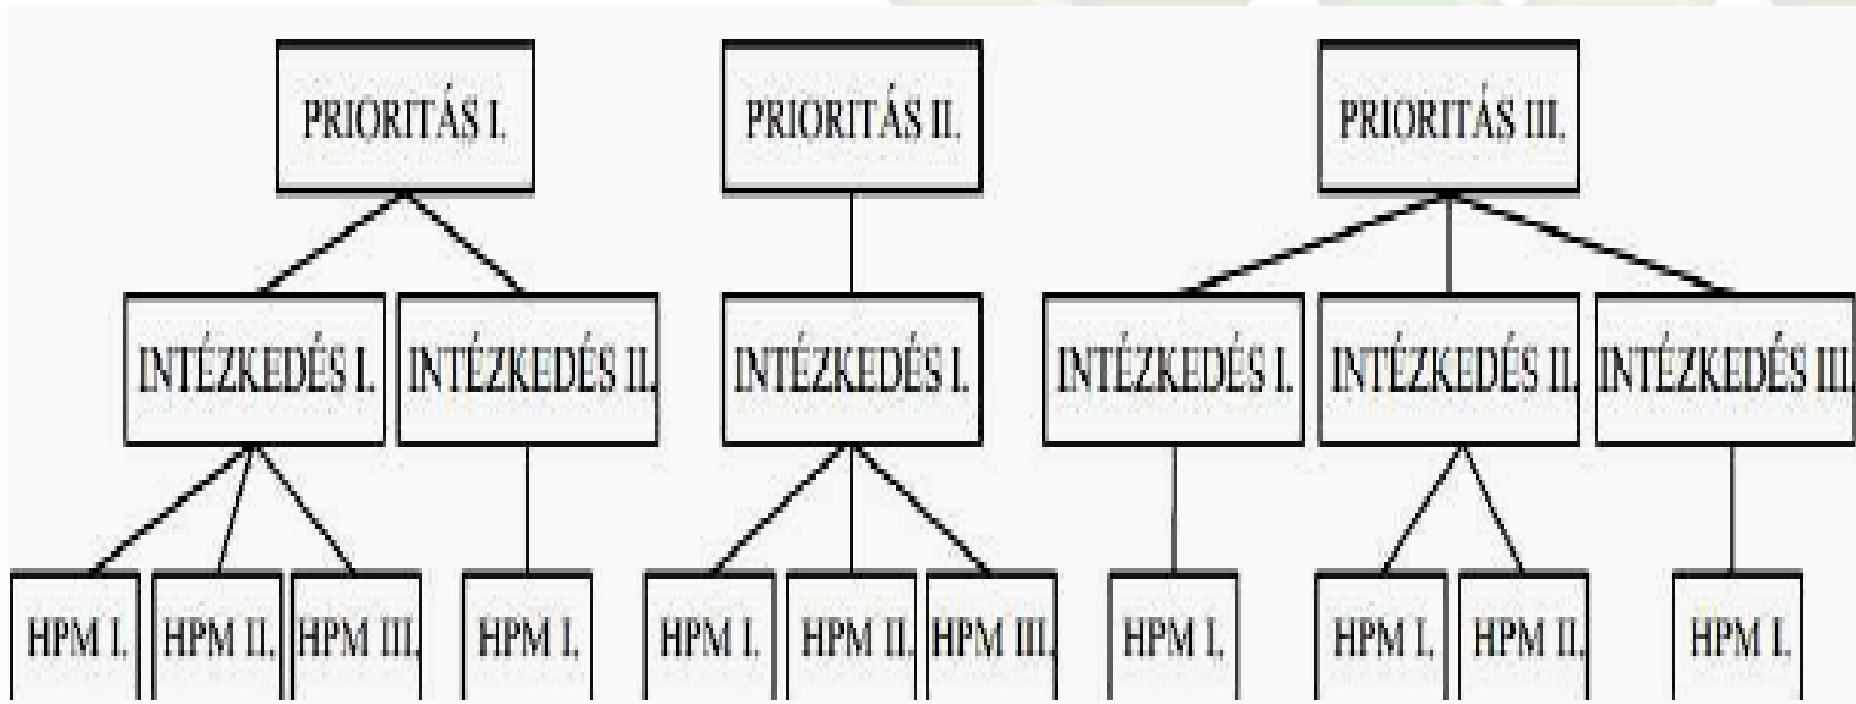 PRIORITÁS I.
PRIORITÁS II.
PRIORITÁS III.
INTÉZKEDÉS I.
INTÉZKEDÉS II.
INTÉZKEDÉS I.
INTÉZKEDÉS I.
INTÉZKEDÉS II.
INTÉZKEDÉS III.
HPM I.
HPM II.
HPM III.
HPM I.
HPM I.
HPM II.
HPM III.
HPM I.
HPM I.
HPM II.
HPM I.